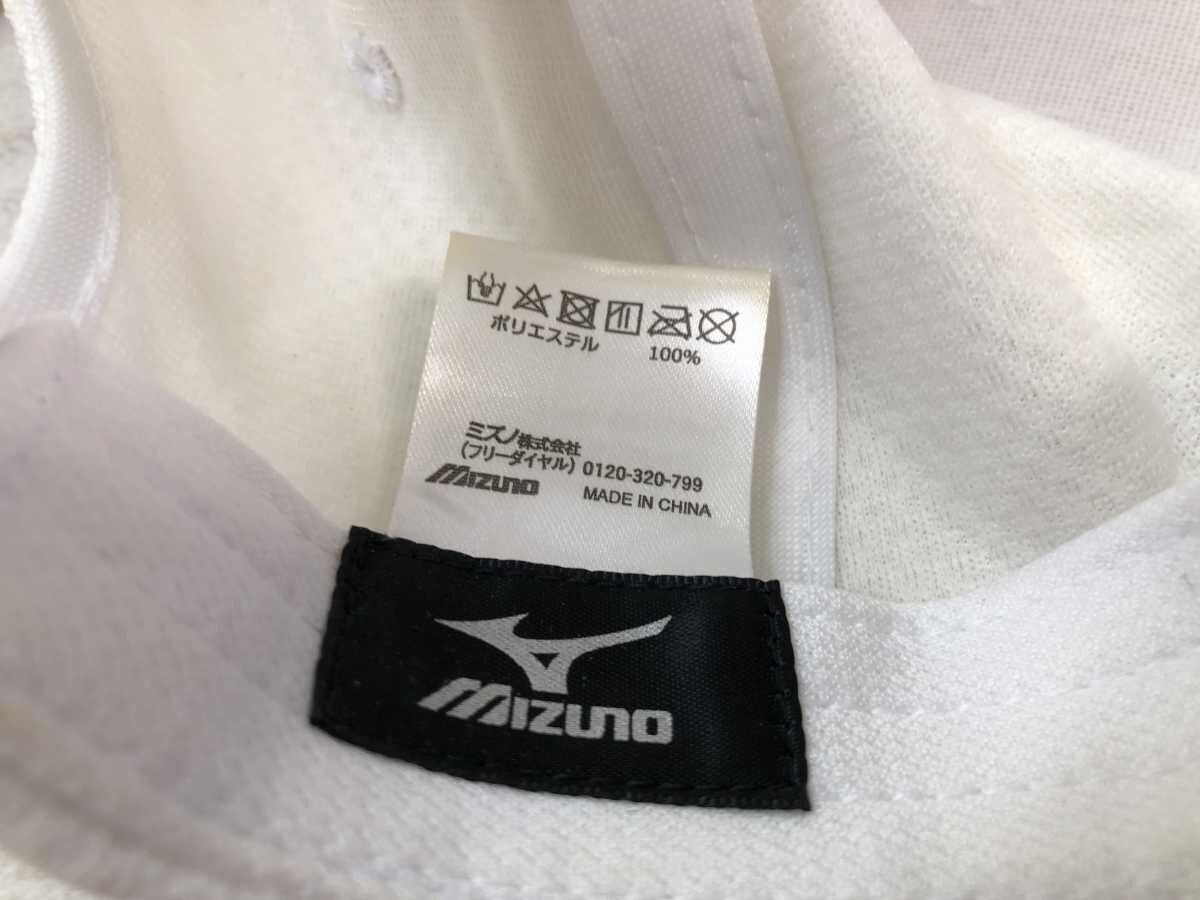 ポリエステル 100%
ミズノ株式会社
(フリーダイヤル) 0120-320-799
MIZUNO MADE IN CHINA
MIZUNO